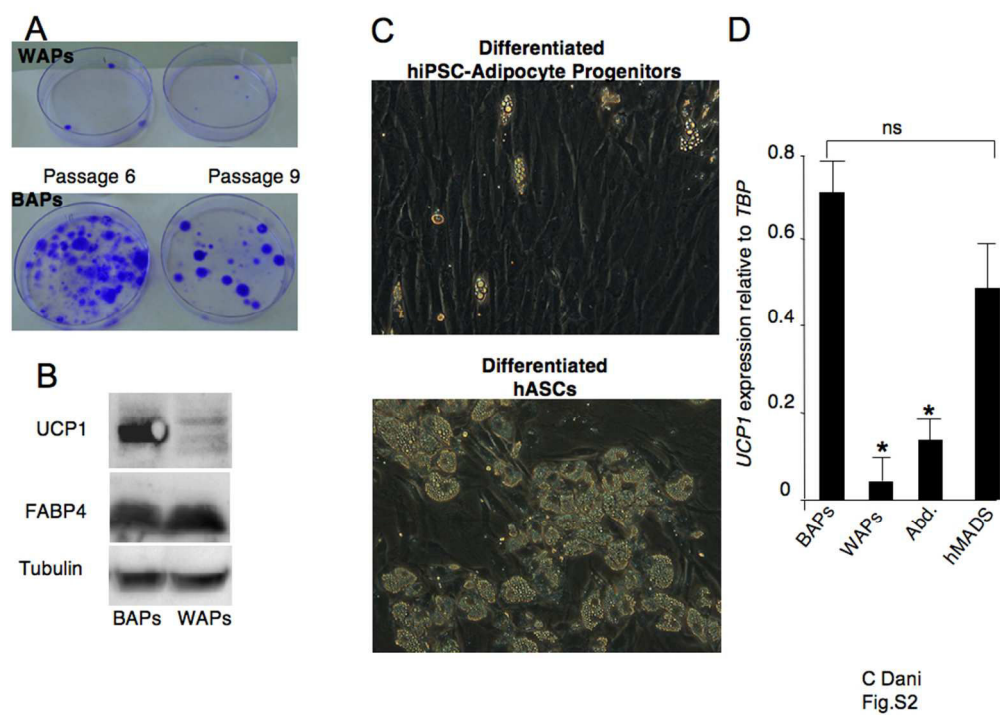 A
WAPs
Passage 6
Passage 9
BAPs
B
UCP1
FABP4
Tubulin
BAPs WAPs
C
Differentiated
hiPSC-Adipocyte Progenitors
Differentiated
hASCs
D
ns
UCP1 expression relative to TBP
0.8
0.6
0.4
0.2
0
*
*
BAPs
WAPs
Abd.
hMADS
C Dani
Fig.S2